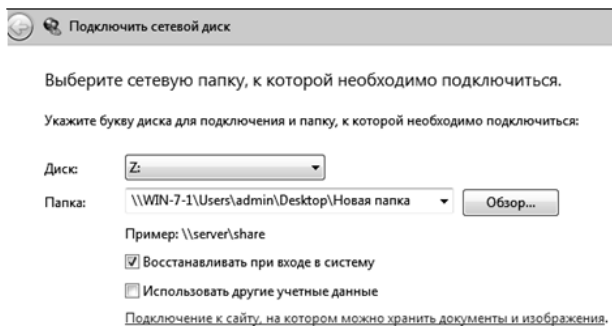 Подключить сетевой диск
Выберите сетевую папку, к которой необходимо подключиться.
Укажите букву диска для подключения и папку, к которой необходимо подключиться:
Диск: Z:
Папка: \\WIN-7-1\Users\admin\Desktop\Новая папка Обзор...
Пример: \\server\share
Восстанавливать при входе в систему
Использовать другие учетные данные
Подключение к сайту, на котором можно хранить документы и изображения.